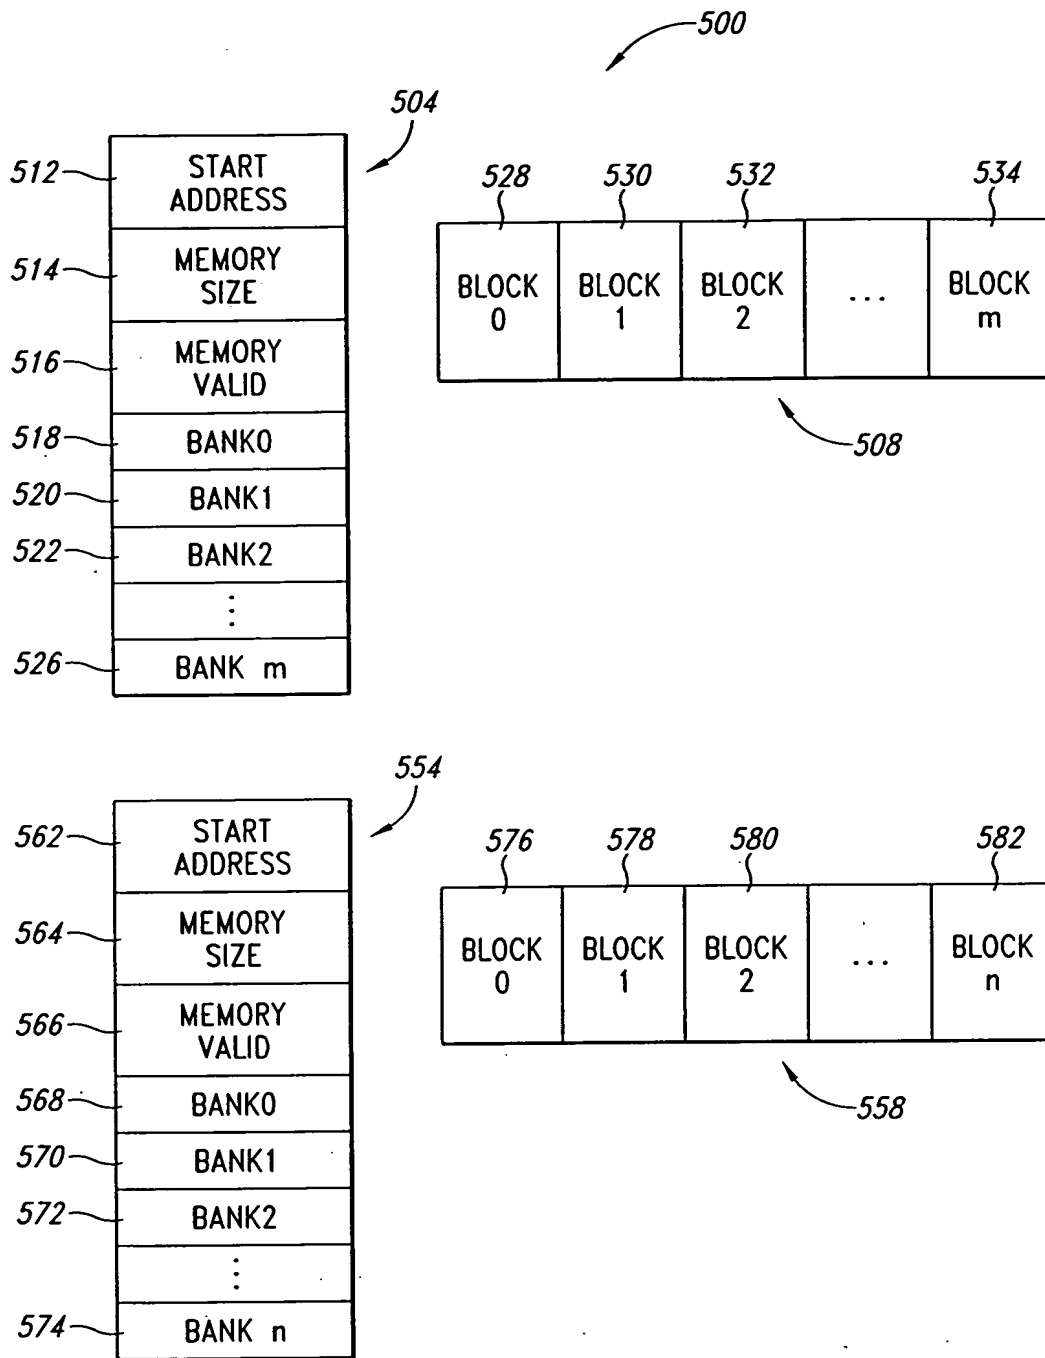 500
504
512
START
ADDRESS
514
MEMORY
SIZE
516
MEMORY
VALID
518
BANK0
520
BANK1
522
BANK2
⋮
526
BANK m
528
530
532
534
BLOCK
0
BLOCK
1
BLOCK
2
...
BLOCK
m
508
554
562
START
ADDRESS
564
MEMORY
SIZE
566
MEMORY
VALID
568
BANK0
570
BANK1
572
BANK2
⋮
574
BANK n
576
578
580
582
BLOCK
0
BLOCK
1
BLOCK
2
...
BLOCK
n
558